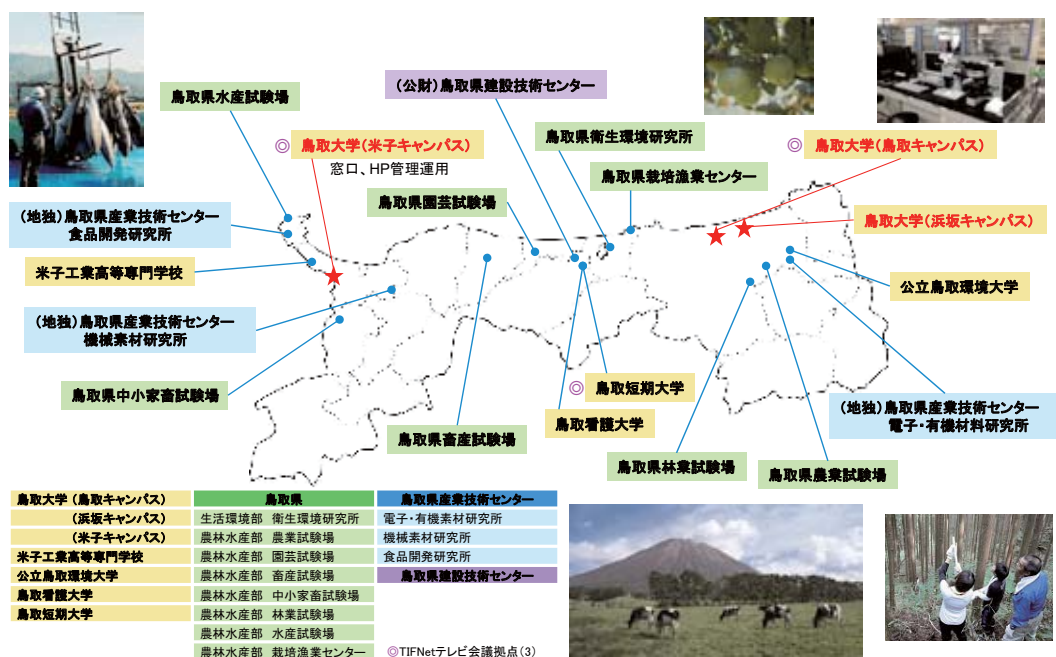 鳥取県水産試験場
(公財)鳥取県建設技術センター
◎ 鳥取大学(米子キャンパス)
窓口、HP管理運用
鳥取県衛生環境研究所
◎ 鳥取大学(鳥取キャンパス)
鳥取県栽培漁業センター
鳥取県園芸試験場
(地独)鳥取県産業技術センター
食品開発研究所
鳥取大学(浜坂キャンパス)
米子工業高等専門学校
公立鳥取環境大学
(地独)鳥取県産業技術センター
機械素材研究所
鳥取県中小家畜試験場
◎ 鳥取短期大学
鳥取看護大学
(地独)鳥取県産業技術センター
電子・有機材料研究所
鳥取県畜産試験場
鳥取県林業試験場
鳥取県農業試験場
鳥取大学(鳥取キャンパス)
(浜坂キャンパス)
(米子キャンパス)
米子工業高等専門学校
公立鳥取環境大学
鳥取看護大学
鳥取短期大学
鳥取県
生活環境部 衛生環境研究所
農林水産部 農業試験場
農林水産部 園芸試験場
農林水産部 畜産試験場
農林水産部 中小家畜試験場
農林水産部 林業試験場
農林水産部 水産試験場
農林水産部 栽培漁業センター
鳥取県産業技術センター
電子・有機素材研究所
機械素材研究所
食品開発研究所
鳥取県建設技術センター
◎TIFNetテレビ会議拠点(3)